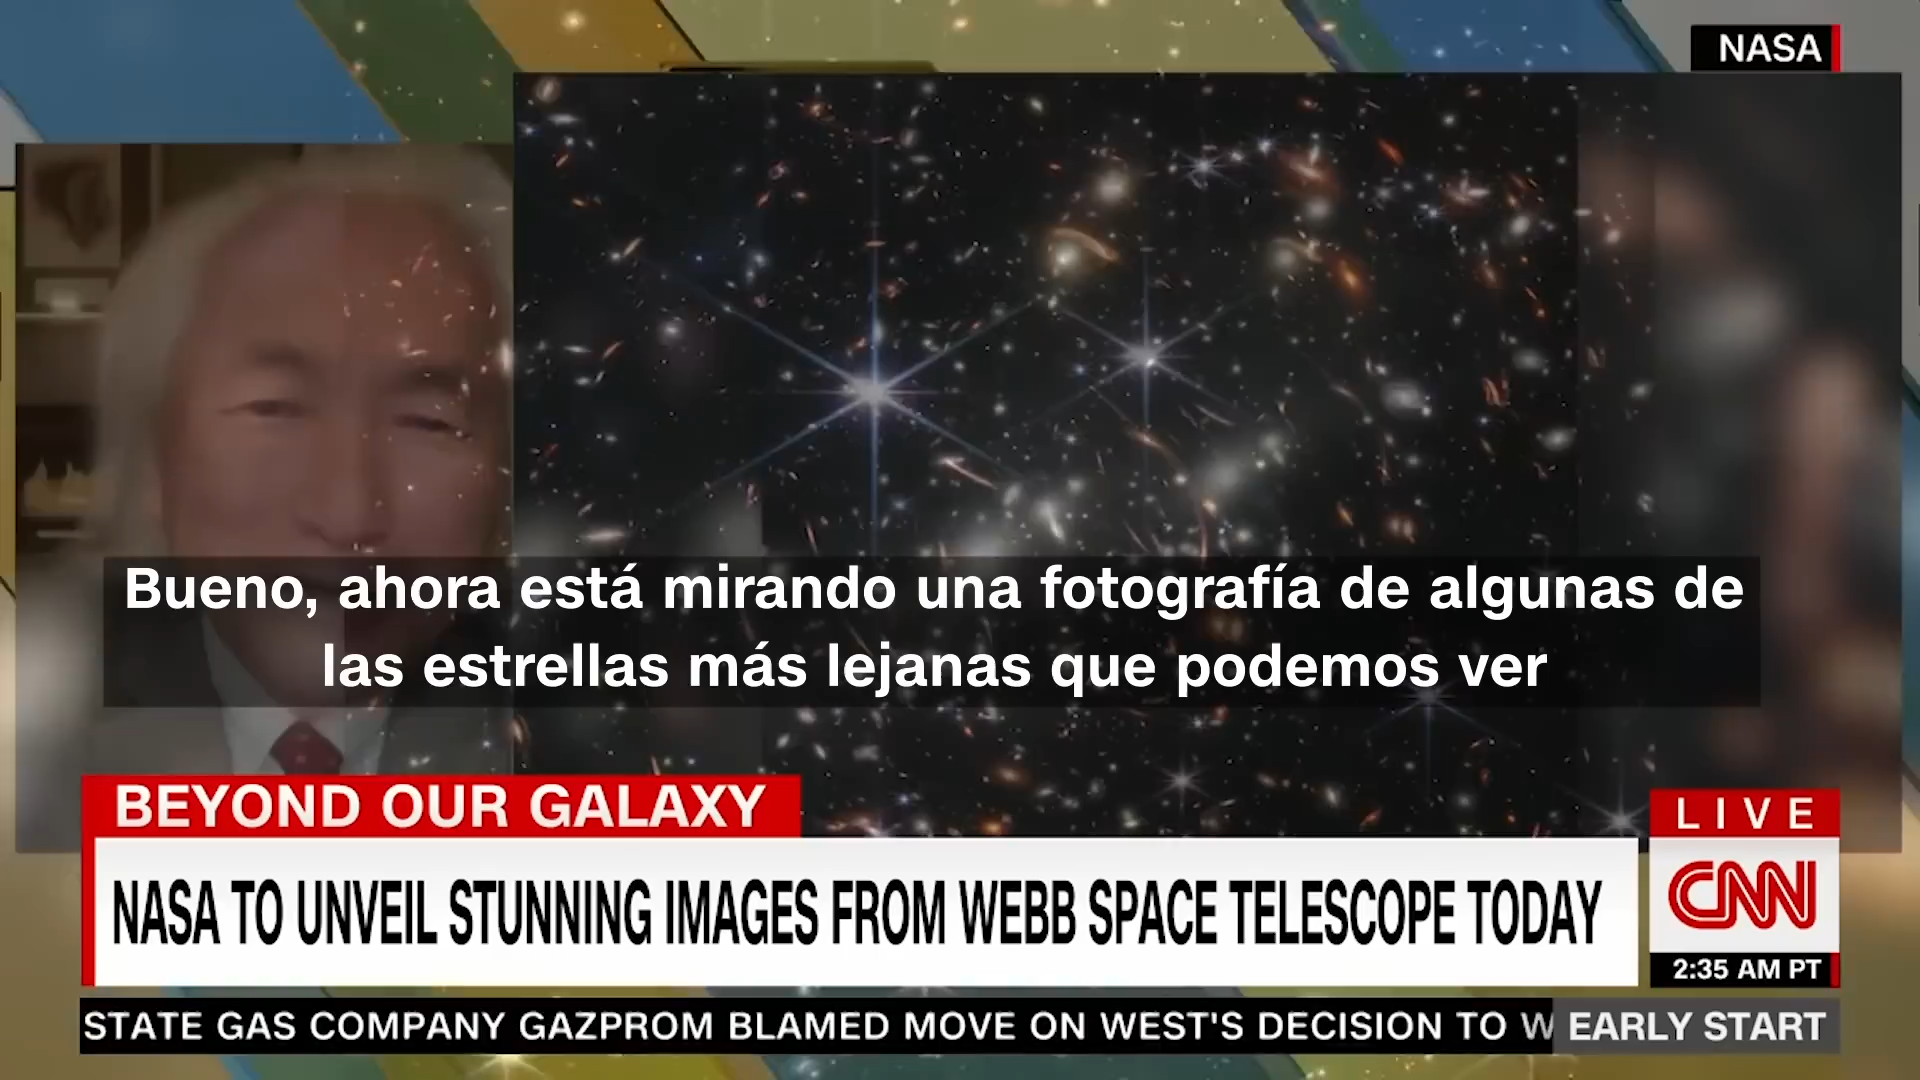 NASA
Bueno, ahora está mirando una fotografía de algunas de
las estrellas más lejanas que podemos ver
BEYOND OUR GALAXY
NASA TO UNVEIL STUNNING IMAGES FROM WEBB SPACE TELESCOPE TODAY
LIVE
CNN
2:35 AM PT
STATE GAS COMPANY GAZPROM BLAMED MOVE ON WEST'S DECISION TO W
EARLY START